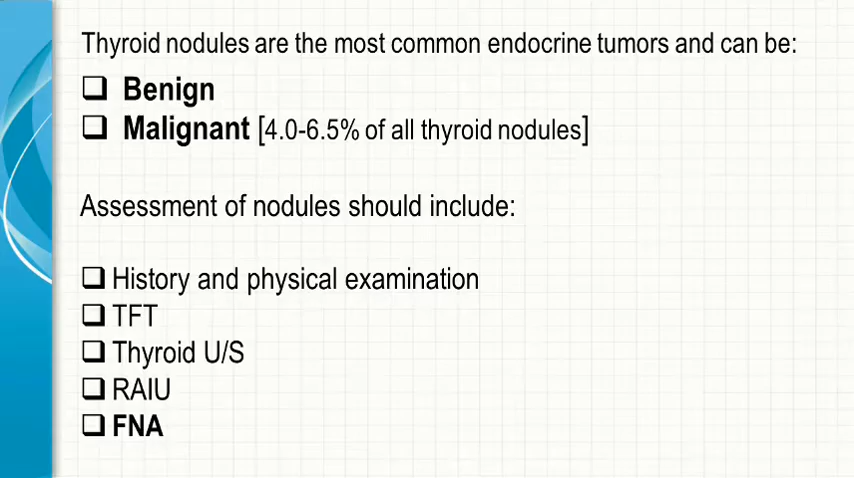 Thyroid nodules are the most common endocrine tumors and can be:
❑ Benign
❑ Malignant [4.0-6.5% of all thyroid nodules]
Assessment of nodules should include:
❑ History and physical examination
❑ TFT
❑ Thyroid U/S
❑ RAIU
❑ FNA